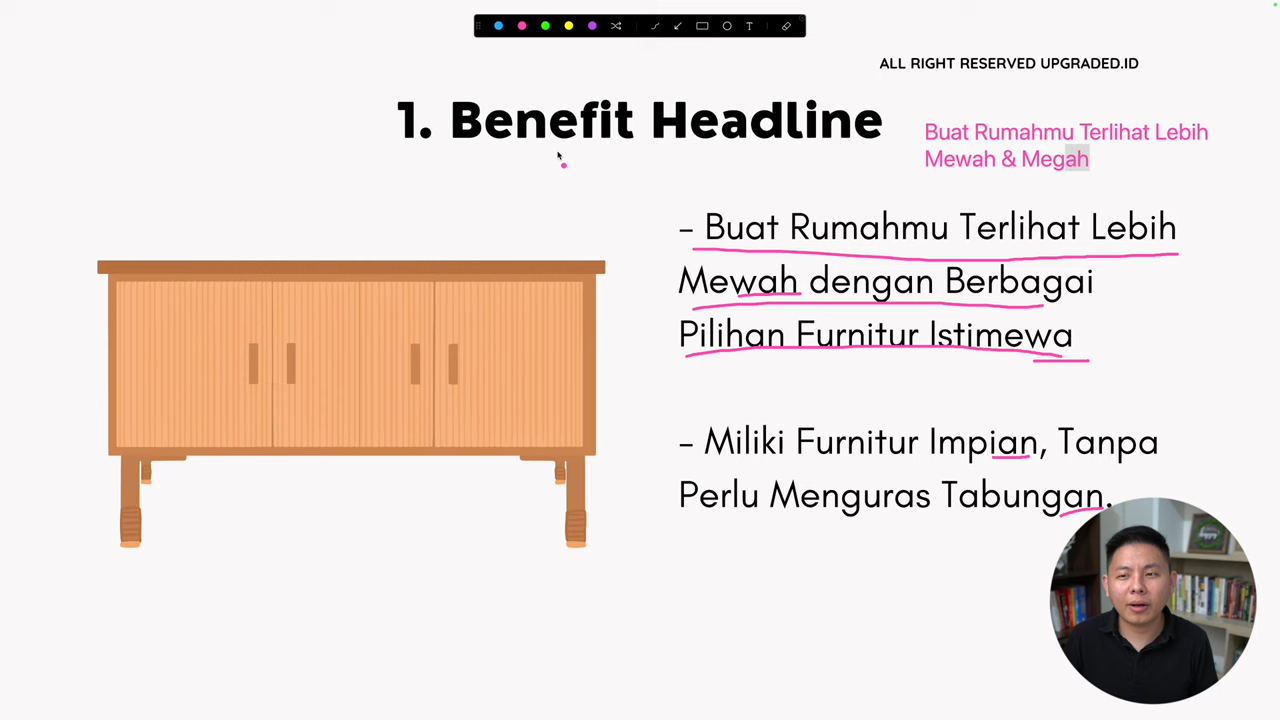 ALL RIGHT RESERVED UPGRADED.ID
1. Benefit Headline
Buat Rumahmu Terlihat Lebih
Mewah & Megah
- Buat Rumahmu Terlihat Lebih
Mewah dengan Berbagai
Pilihan Furnitur Istimewa
- Miliki Furnitur Impian, Tanpa
Perlu Menguras Tabungan.